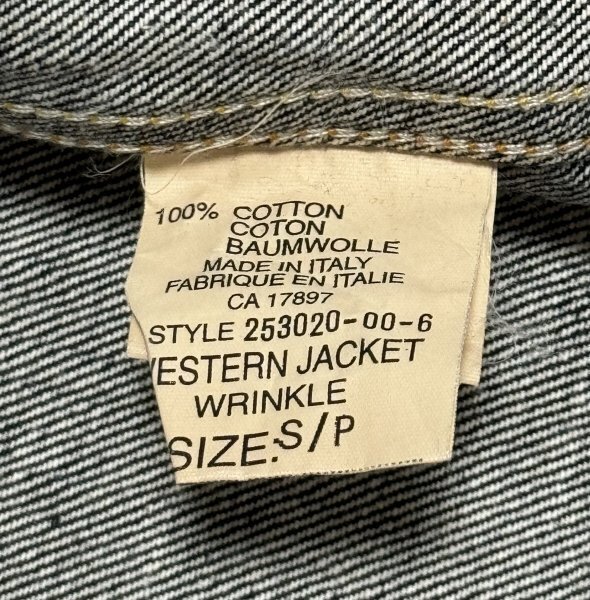 100% COTTON
COTON
BAUMWOLLE
MADE IN ITALY
FABRIQUE EN ITALIE
CA 17897
STYLE 253020-00-6
ESTERN JACKET
WRINKLE
SIZE: S/P